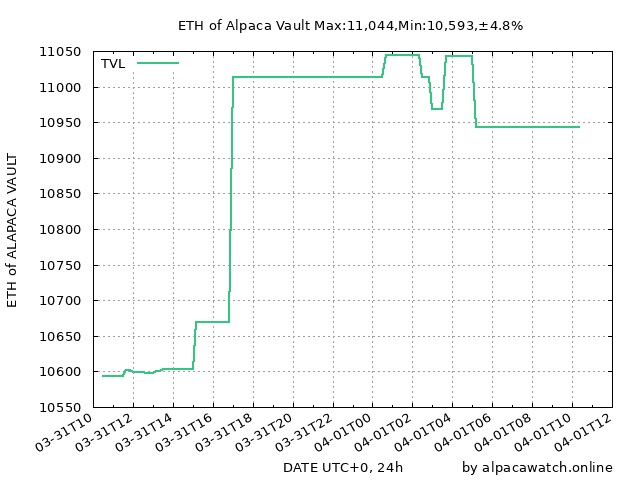 ETH of Alpaca Vault Max:11,044,Min:10,593,±4.8%
TVL
11050
11000
10950
10900
10850
10800
10750
10700
10650
10600
10550
ETH of ALAPACA VAULT
03-31T10
03-31T12
03-31T14
03-31T16
03-31T18
03-31T20
03-31T22
04-01T00
04-01T02
04-01T04
04-01T06
04-01T08
04-01T10
04-01T12
DATE UTC+0, 24h
by alpacawatch.online